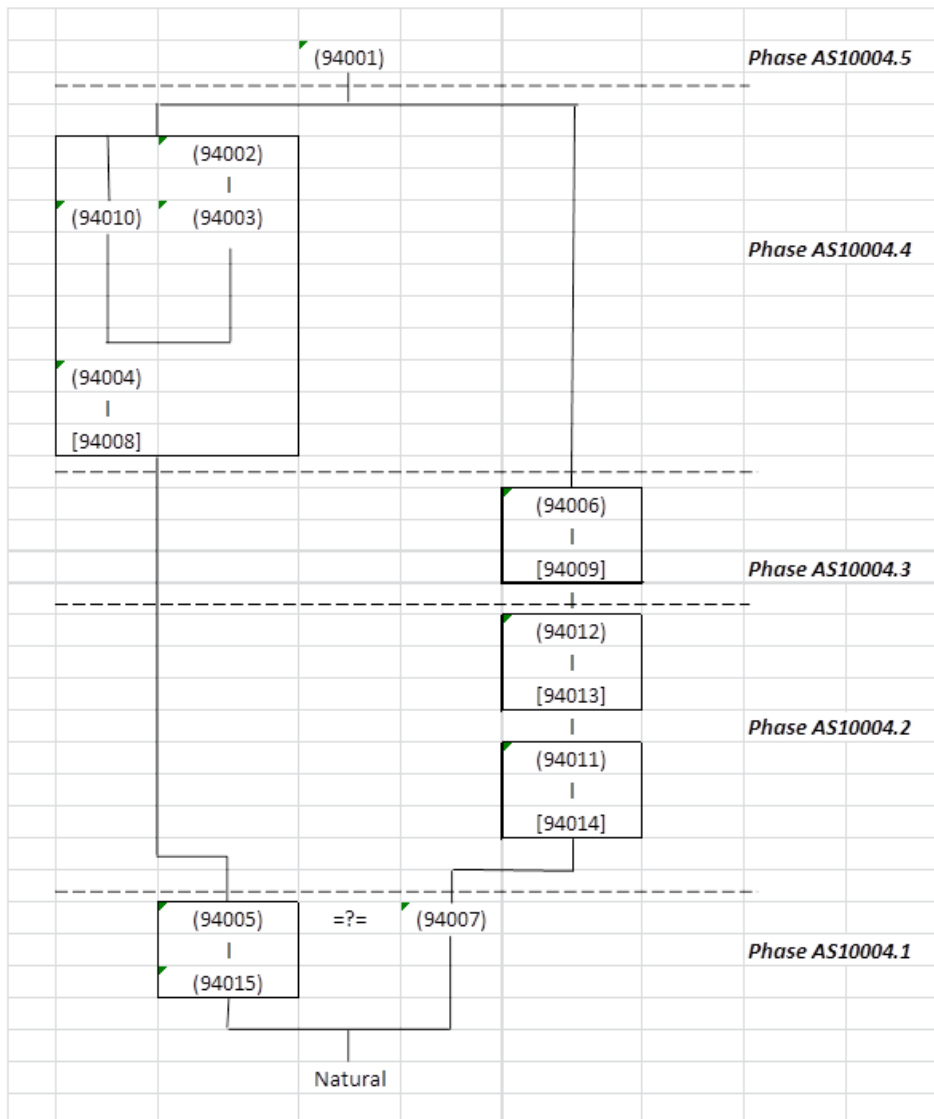 (94001) Phase AS10004.5
(94002)
|
(94010) (94003)
Phase AS10004.4
(94004)
|
[94008]
(94006)
|
[94009] Phase AS10004.3
|
(94012)
|
[94013]
| Phase AS10004.2
(94011)
|
[94014]
(94005) =?= (94007)
| Phase AS10004.1
(94015)
Natural